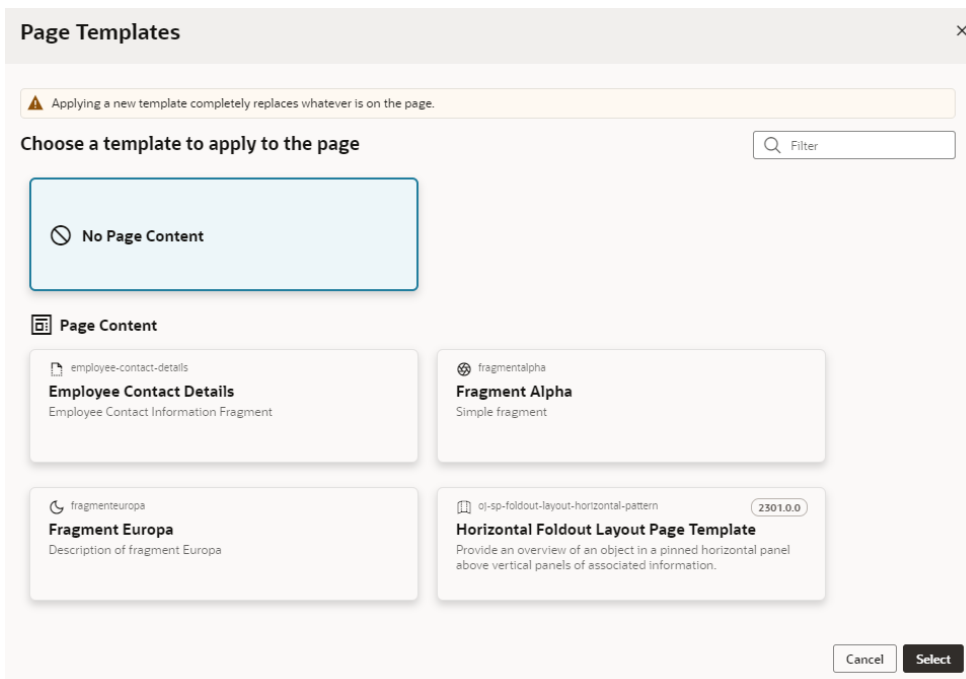 Page Templates
Applying a new template completely replaces whatever is on the page.
Choose a template to apply to the page
Filter
No Page Content
Page Content
employee-contact-details
Employee Contact Details
Employee Contact Information Fragment
fragmentalpha
Fragment Alpha
Simple fragment
fragmenteuropa
Fragment Europa
Description of fragment Europa
oj-sp-foldout-layout-horizontal-pattern
2301.0.0
Horizontal Foldout Layout Page Template
Provide an overview of an object in a pinned horizontal panel
above vertical panels of associated information.
Cancel
Select